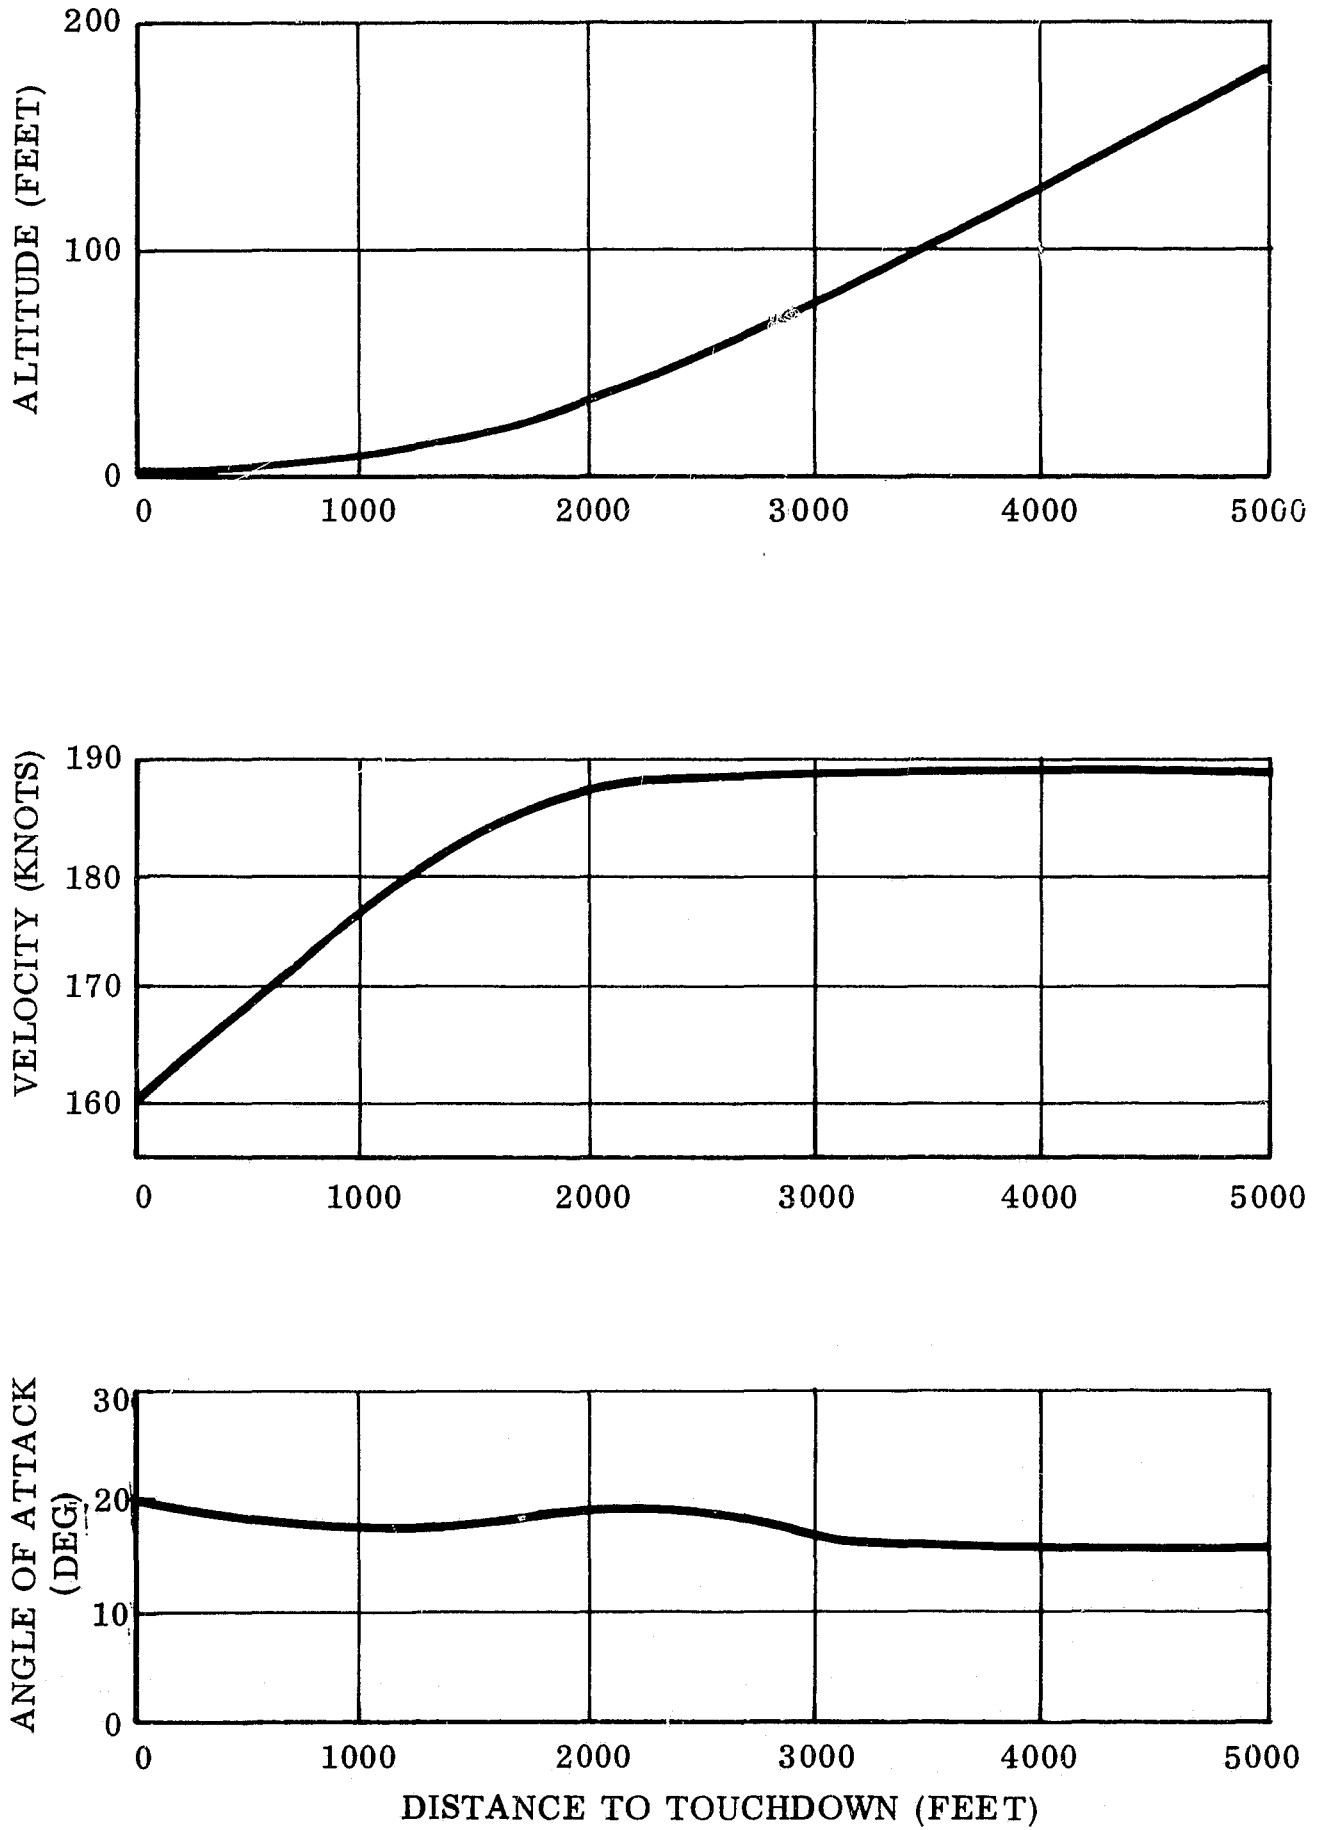 ALTITUDE (FEET)
200
100
0
0 1000 2000 3000 4000 5000
VELOCITY (KNOTS)
190
180
170
160
0 1000 2000 3000 4000 5000
ANGLE OF ATTACK
(DEG)
30
20
10
0
0 1000 2000 3000 4000 5000
DISTANCE TO TOUCHDOWN (FEET)